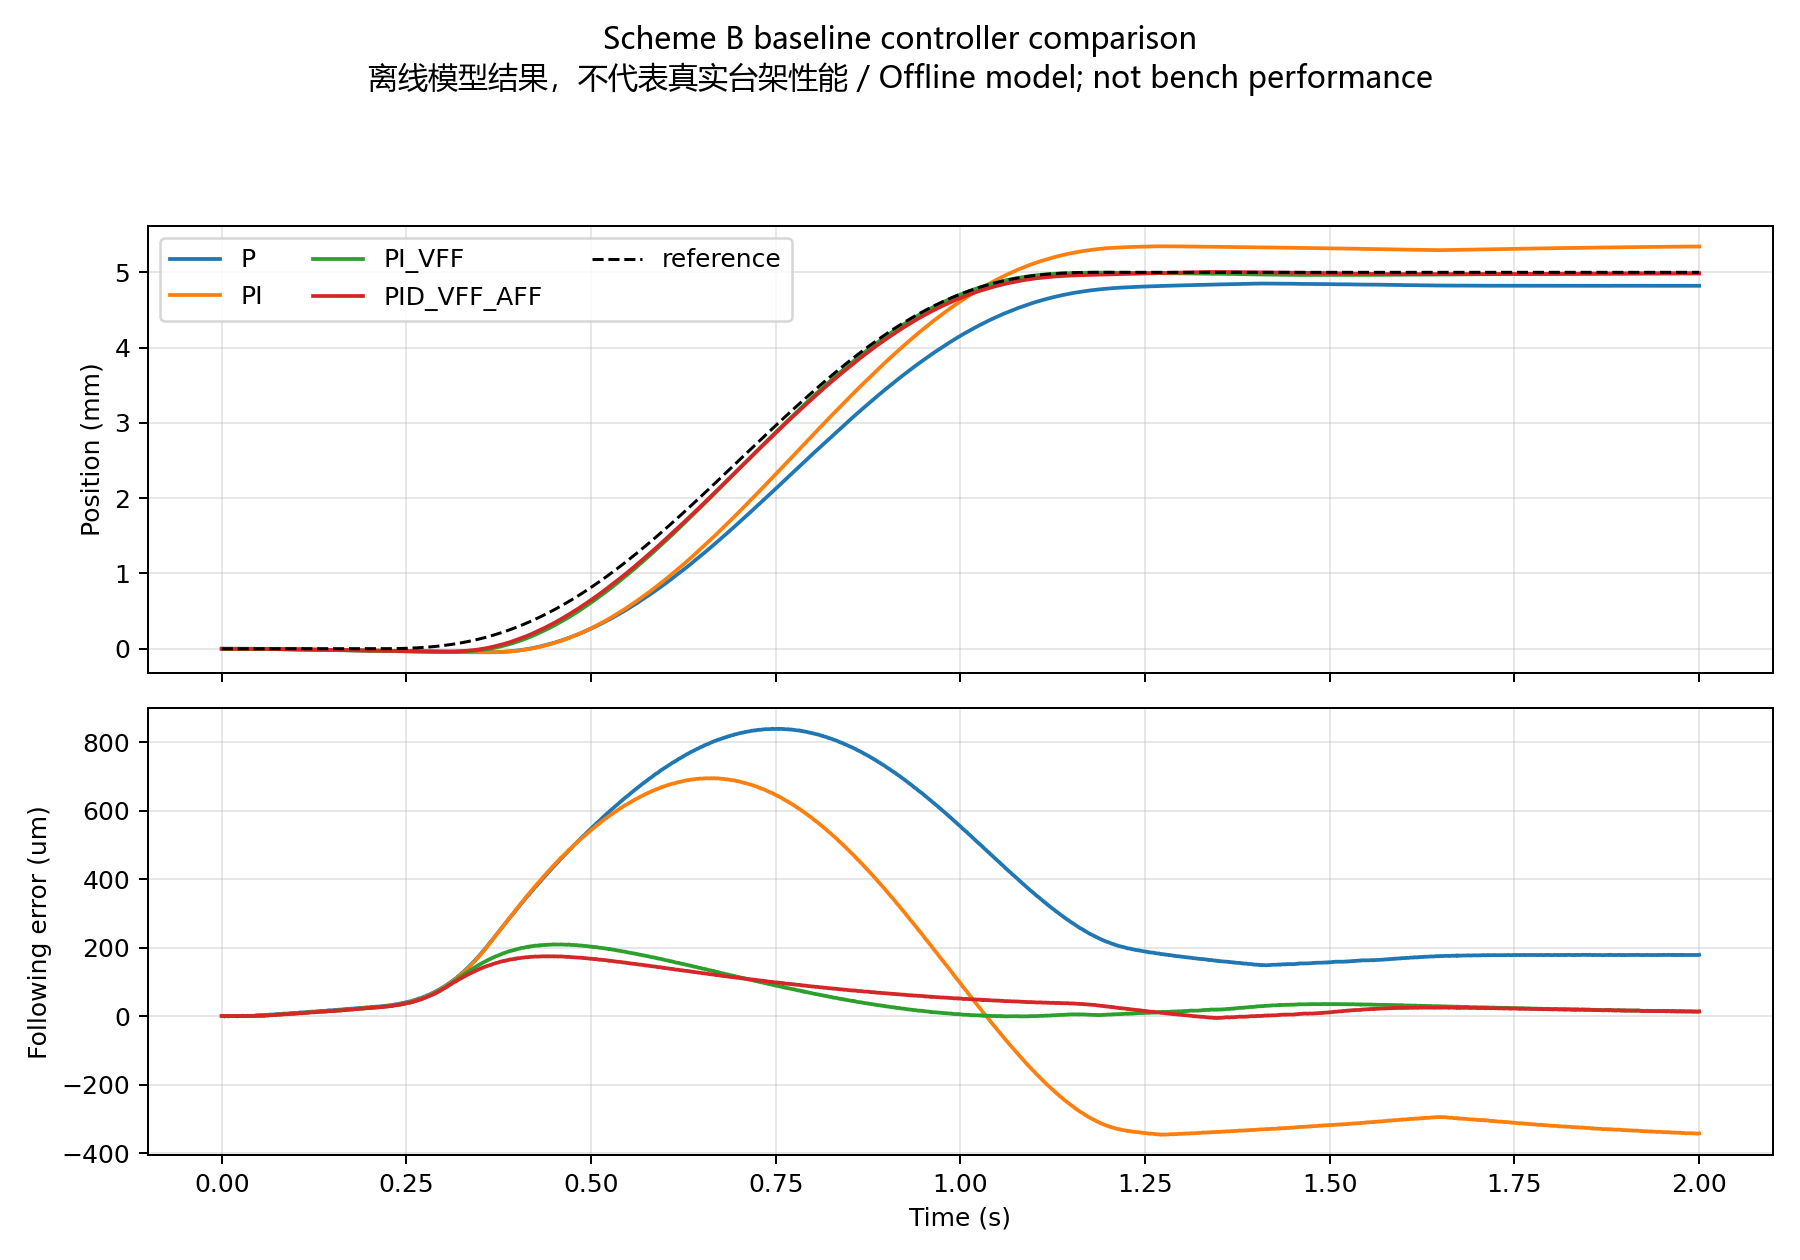 Scheme B baseline controller comparison
离线模型结果，不代表真实台架性能 / Offline model; not bench performance
P
PI
PI_VFF
PID_VFF_AFF
reference
Position (mm)
5
4
3
2
1
0
Following error (um)
800
600
400
200
0
−200
−400
0.00 0.25 0.50 0.75 1.00 1.25 1.50 1.75 2.00
Time (s)